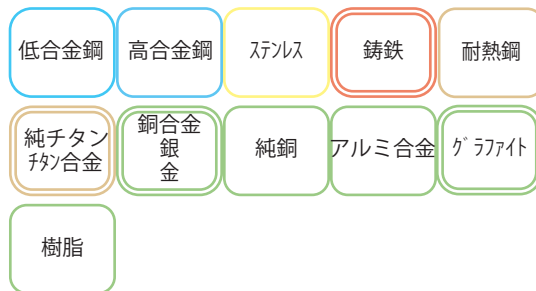 低合金鋼
高合金鋼
ステンレス
鋳鉄
耐熱鋼
純チタン
チタン合金
銅合金
銀
金
純銅
アルミ合金
グラファイト
樹脂